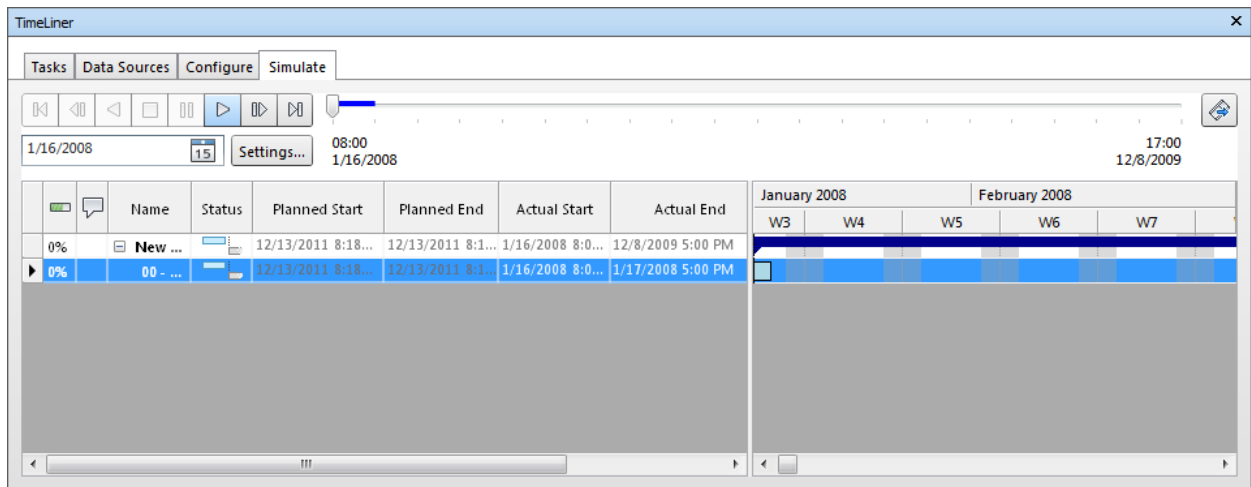 TimeLiner
Tasks Data Sources Configure Simulate
1/16/2008 15 Settings... 08:00 17:00
1/16/2008 12/8/2009
Name Status Planned Start Planned End Actual Start Actual End January 2008 February 2008
W3 W4 W5 W6 W7
0% New ... 12/13/2011 8:18... 12/13/2011 8:1... 1/16/2008 8:0... 12/8/2009 5:00 PM
0% 00 - ... 12/13/2011 8:18... 12/13/2011 8:1... 1/16/2008 8:0... 1/17/2008 5:00 PM